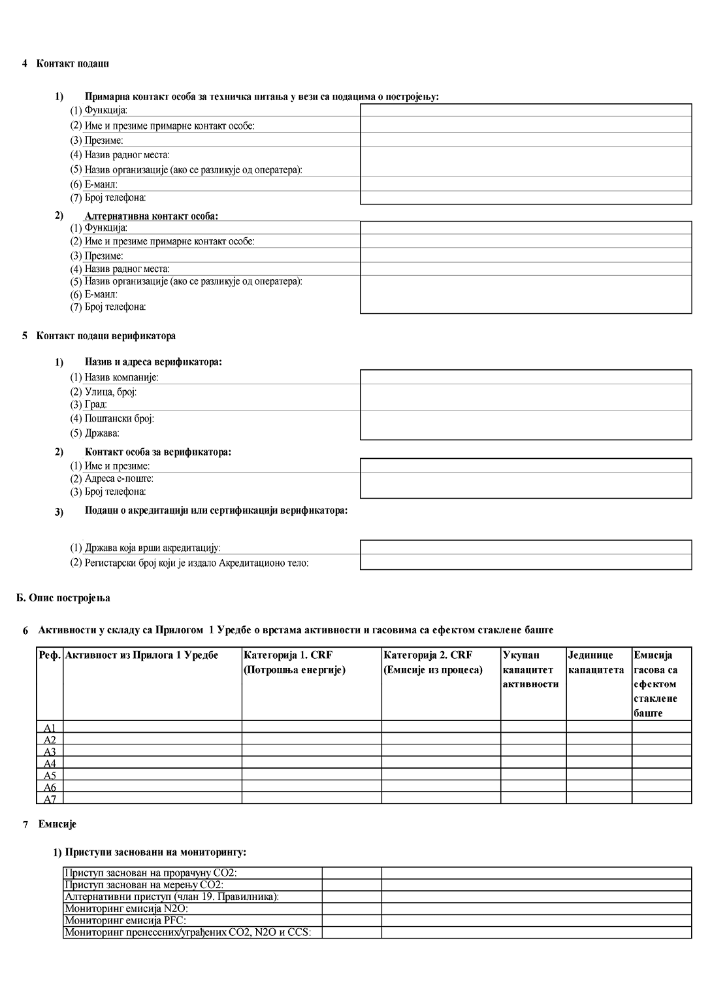 4 Контакт подаци
1) Примарна контакт особа за техничка питања у вези са подацима о постројењу:
(1) Функција:
(2) Име и презиме примарне контакт особе:
(3) Презиме:
(4) Назив радног места:
(5) Назив организације (ако се разликује од оператера):
(6) Е-маил:
(7) Број телефона:
2) Алтернативна контакт особа:
(1) Функција:
(2) Име и презиме примарне контакт особе:
(3) Презиме:
(4) Назив радног места:
(5) Назив организације (ако се разликује од оператера):
(6) Е-маил:
(7) Број телефона:
5 Контакт подаци верификатора
1) Назив и адреса верификатора:
(1) Назив компаније:
(2) Улица, број:
(3) Град:
(4) Поштански број:
(5) Држава:
2) Контакт особа за верификатора:
(1) Име и презиме:
(2) Адреса е-поште:
(3) Број телефона:
3) Подаци о акредитацији или сертификацији верификатора:
(1) Држава која врши акредитацију:
(2) Регистарски број који је издало Акредитационо тело:
Б. Опис постројења
6 Активности у складу са Прилогом 1 Уредбе о врстама активности и гасовима са ефектом стаклене баште
Реф. Активност из Прилога 1 Уредбе Категорија 1. CRF Категорија 2. CRF Укупан Јединице Емисија
(Потрошња енергије) (Емисије из процеса) капацитет капацитета гасова са
активности ефектом
стаклене
баште
А1
А2
А3
А4
А5
А6
А7
7 Емисије
1) Приступи засновани на мониторингу:
Приступ заснован на прорачуну CO2:
Приступ заснован на мерењу CO2:
Алтернативни приступ (члан 19. Правилника):
Мониторинг емисија N2O:
Мониторинг емисија PFC:
Мониторинг пренесених/уграђених CO2, N2O и CCS: